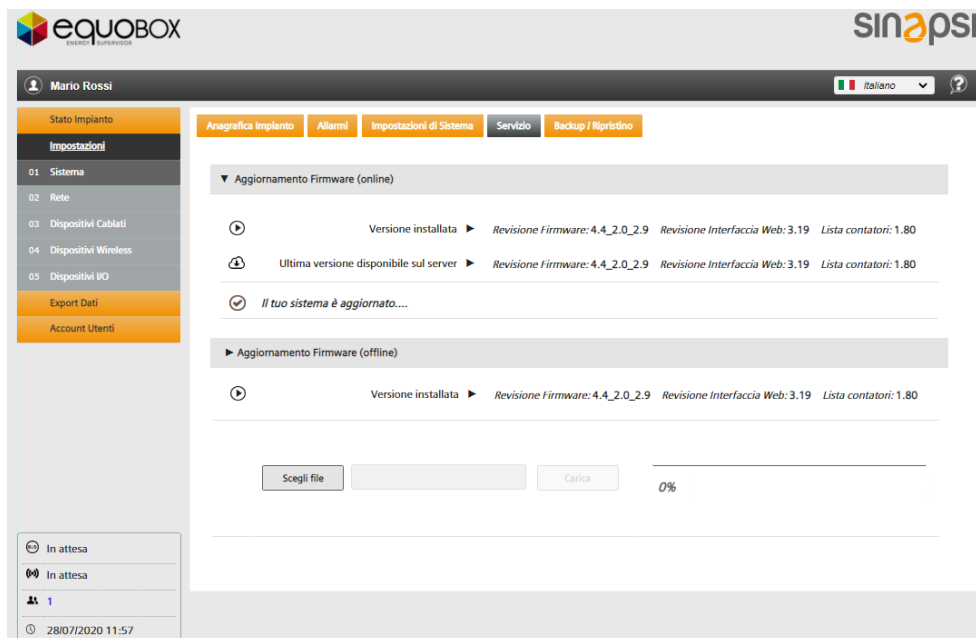 equoBOX
ENERGY SUPERVISOR
sinapsi
Mario Rossi
Italiano
?
Stato Impianto
Impostazioni
01 Sistema
02 Rete
03 Dispositivi Cablati
04 Dispositivi Wireless
05 Dispositivi I/O
Export Dati
Account Utenti
Anagrafica Impianto Allarmi Impostazioni di Sistema Servizio Backup / Ripristino
▼ Aggiornamento Firmware (online)
Versione installata ► Revisione Firmware: 4.4_2.0_2.9 Revisione Interfaccia Web: 3.19 Lista contatori: 1.80
Ultima versione disponibile sul server ► Revisione Firmware: 4.4_2.0_2.9 Revisione Interfaccia Web: 3.19 Lista contatori: 1.80
Il tuo sistema è aggiornato....
► Aggiornamento Firmware (offline)
Versione installata ► Revisione Firmware: 4.4_2.0_2.9 Revisione Interfaccia Web: 3.19 Lista contatori: 1.80
Scegli file Carica
0%
BUS In attesa
In attesa
1
28/07/2020 11:57